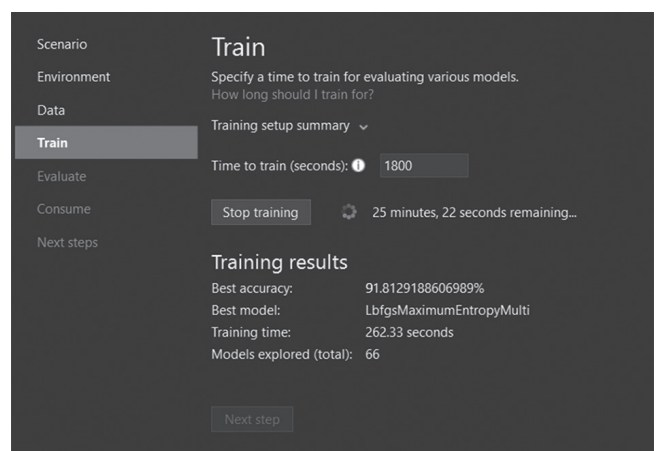 Scenario
Environment
Data
Train
Evaluate
Consume
Next steps
Train
Specify a time to train for evaluating various models.
How long should I train for?
Training setup summary
Time to train (seconds): i 1800
Stop training 25 minutes, 22 seconds remaining...
Training results
Best accuracy: 91.8129188606989%
Best model: LbfgsMaximumEntropyMulti
Training time: 262.33 seconds
Models explored (total): 66
Next step